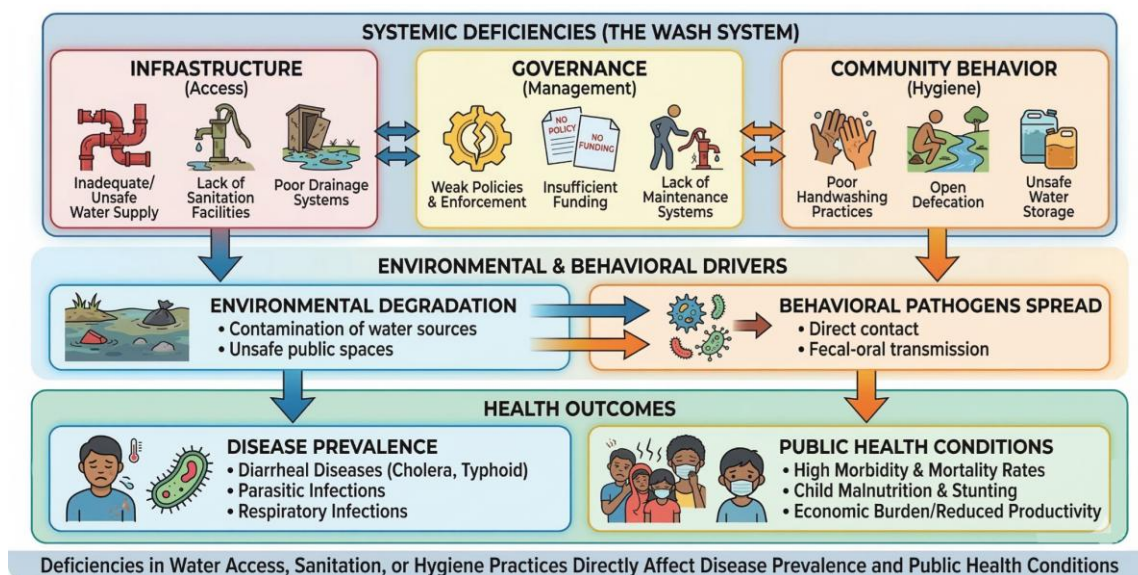 SYSTEMIC DEFICIENCIES (THE WASH SYSTEM)
INFRASTRUCTURE
(Access)
Inadequate/
Unsafe
Water Supply
Lack of
Sanitation
Facilities
Poor Drainage
Systems
GOVERNANCE
(Management)
NO
POLICY
NO
FUNDING
Weak Policies
& Enforcement
Insufficient
Funding
Lack of
Maintenance
Systems
COMMUNITY BEHAVIOR
(Hygiene)
Poor
Handwashing
Practices
Open
Defecation
Unsafe
Water
Storage
ENVIRONMENTAL & BEHAVIORAL DRIVERS
ENVIRONMENTAL DEGRADATION
• Contamination of water sources
• Unsafe public spaces
BEHAVIORAL PATHOGENS SPREAD
• Direct contact
• Fecal-oral transmission
HEALTH OUTCOMES
DISEASE PREVALENCE
• Diarrheal Diseases (Cholera, Typhoid)
• Parasitic Infections
• Respiratory Infections
PUBLIC HEALTH CONDITIONS
• High Morbidity & Mortality Rates
• Child Malnutrition & Stunting
• Economic Burden/Reduced Productivity
Deficiencies in Water Access, Sanitation, or Hygiene Practices Directly Affect Disease Prevalence and Public Health Conditions